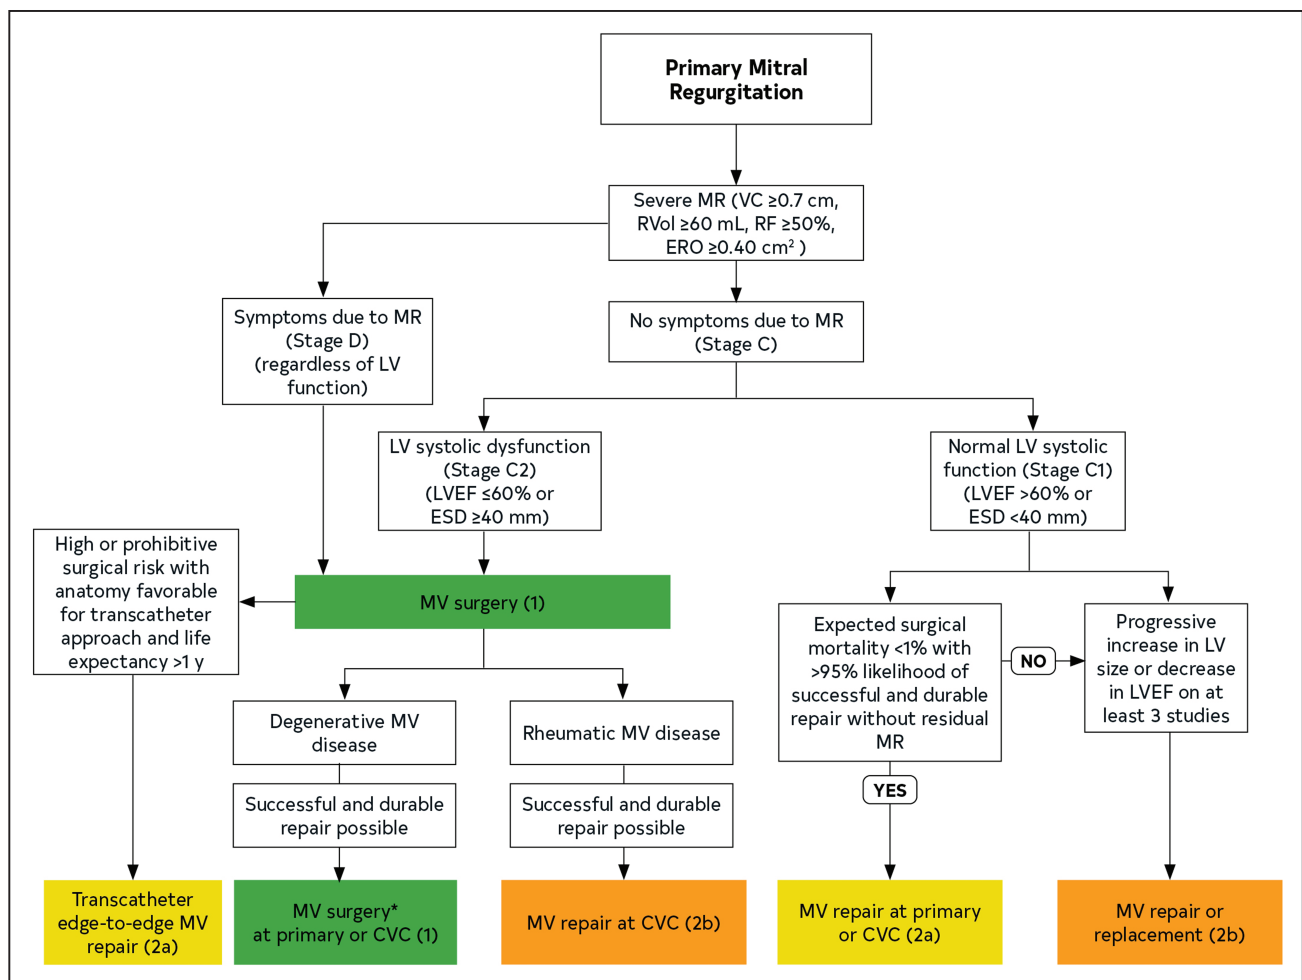 Primary Mitral
Regurgitation
Severe MR (VC ≥0.7 cm,
RVol ≥60 mL, RF ≥50%,
ERO ≥0.40 cm² )
Symptoms due to MR
(Stage D)
(regardless of LV
function)
No symptoms due to MR
(Stage C)
LV systolic dysfunction
(Stage C2)
(LVEF ≤60% or
ESD ≥40 mm)
Normal LV systolic
function (Stage C1)
(LVEF >60% or
ESD <40 mm)
High or prohibitive
surgical risk with
anatomy favorable
for transcatheter
approach and life
expectancy >1 y
MV surgery (1)
Expected surgical
mortality <1% with
>95% likelihood of
successful and durable
repair without residual
MR
NO
Progressive
increase in LV
size or decrease
in LVEF on at
least 3 studies
Degenerative MV
disease
Rheumatic MV disease
YES
Successful and durable
repair possible
Successful and durable
repair possible
Transcatheter
edge-to-edge MV
repair (2a)
MV surgery*
at primary or CVC (1)
MV repair at CVC (2b)
MV repair at primary
or CVC (2a)
MV repair or
replacement (2b)